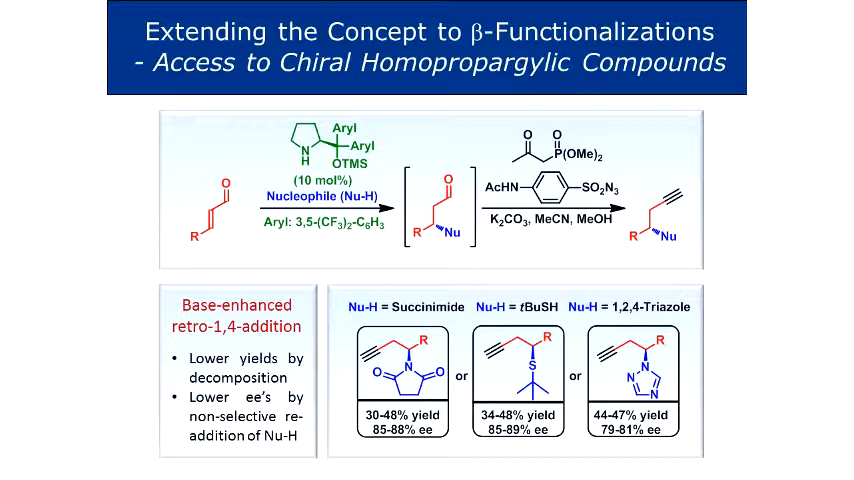 Extending the Concept to β-Functionalizations
- Access to Chiral Homopropargylic Compounds
Aryl
Aryl
N
H
OTMS
(10 mol%)
Nucleophile (Nu-H)
Aryl: 3,5-(CF₃)₂-C₆H₃
O
R
O
R
Nu
O
O
P(OMe)₂
AcHN
SO₂N₃
K₂CO₃, MeCN, MeOH
R
Nu
Base-enhanced
retro-1,4-addition
• Lower yields by
decomposition
• Lower ee's by
non-selective re-
addition of Nu-H
Nu-H = Succinimide Nu-H = tBuSH Nu-H = 1,2,4-Triazole
R
O
N
O
30-48% yield
85-88% ee
or
R
S
34-48% yield
85-89% ee
or
R
N
N
N
44-47% yield
79-81% ee